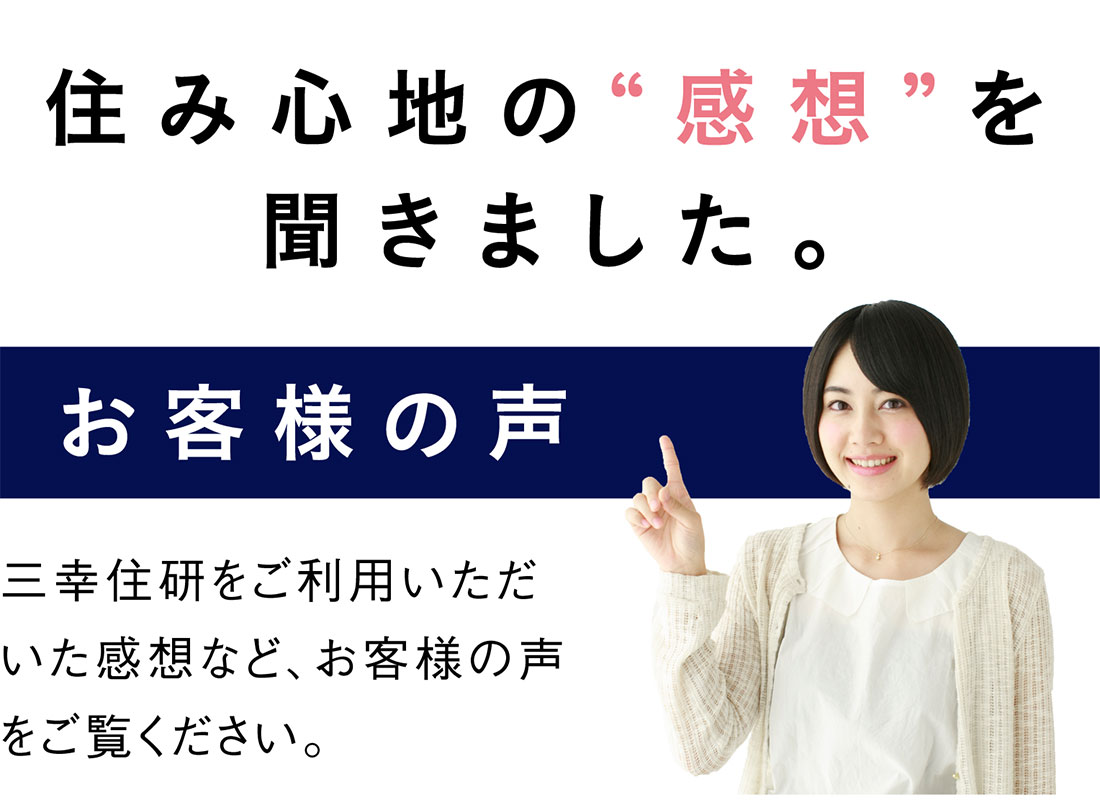 住み心地の“感想”を
聞きました。
お客様の声
三幸住研をご利用いただ
いた感想など、お客様の声
をご覧ください。